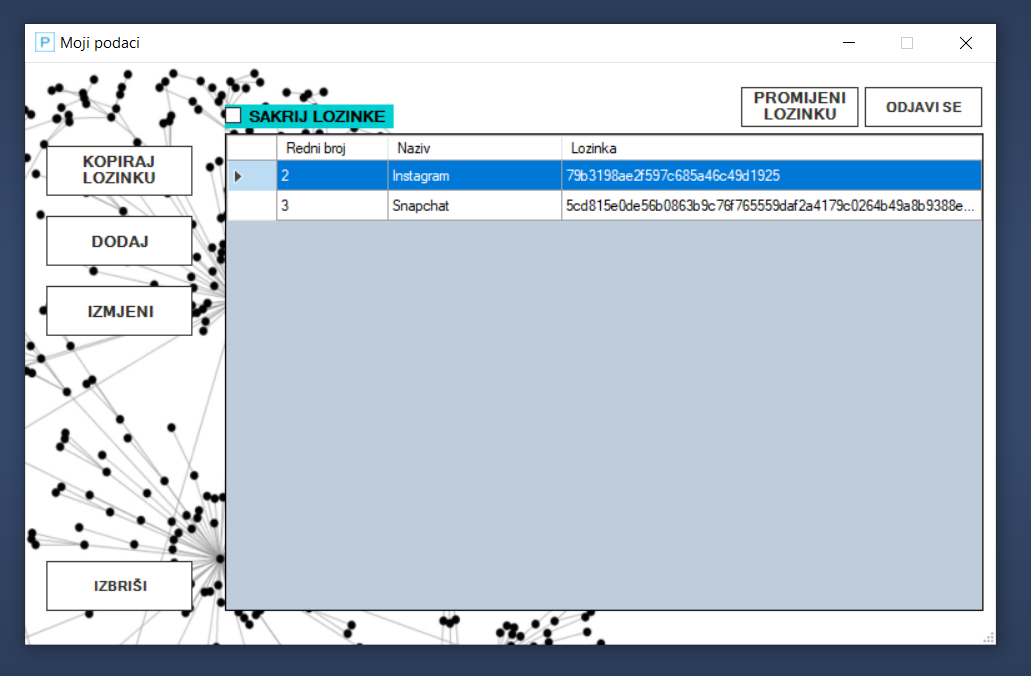 P Moji podaci
SAKRIJ LOZINKE
PROMIJENI
LOZINKU
ODJAVI SE
KOPIRAJ
LOZINKU
DODAJ
IZMJENI
IZBRIŠI
Redni broj Naziv Lozinka
2 Instagram 79b3198ae2f597c685a46c49d1925
3 Snapchat 5cd815e0de56b0863b9c76f765559daf2a4179c0264b49a8b9388e...